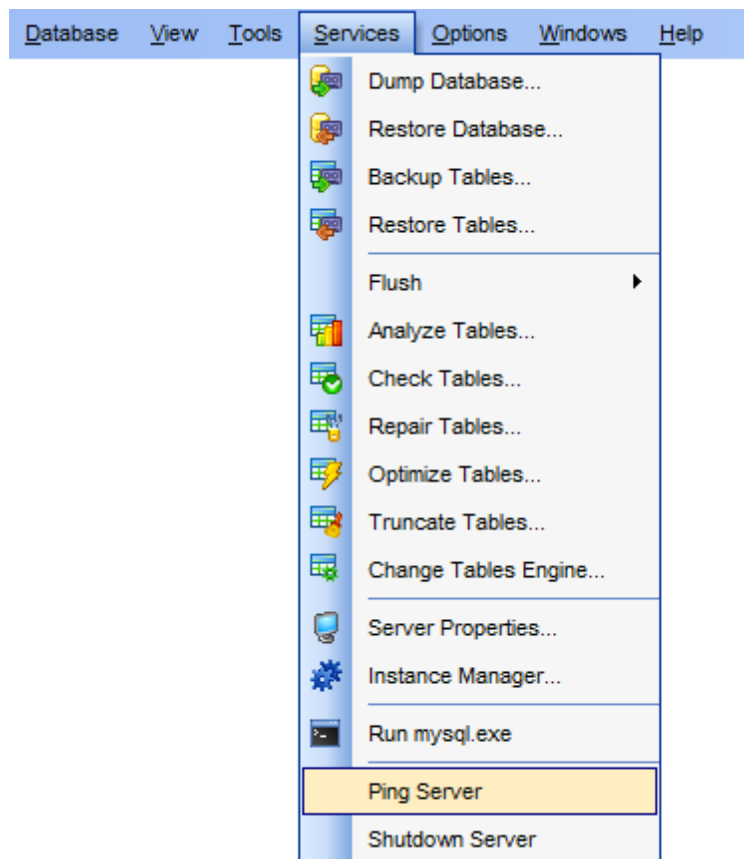 Database View Tools Services Options Windows Help
Dump Database...
Restore Database...
Backup Tables...
Restore Tables...
Flush
Analyze Tables...
Check Tables...
Repair Tables...
Optimize Tables...
Truncate Tables...
Change Tables Engine...
Server Properties...
Instance Manager...
Run mysql.exe
Ping Server
Shutdown Server